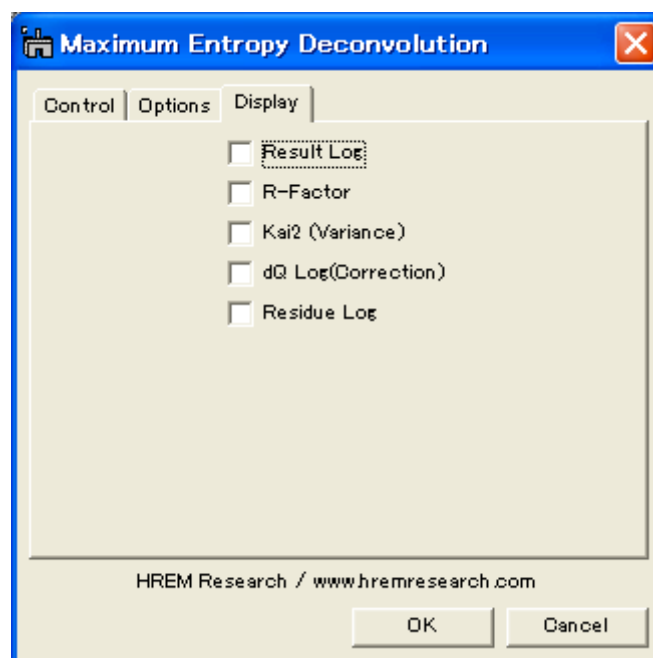 Maximum Entropy Deconvolution
Control Options Display
Result Log
R-Factor
Kai2 (Variance)
dQ Log(Correction)
Residue Log
HREM Research / www.hremresearch.com
OK Cancel